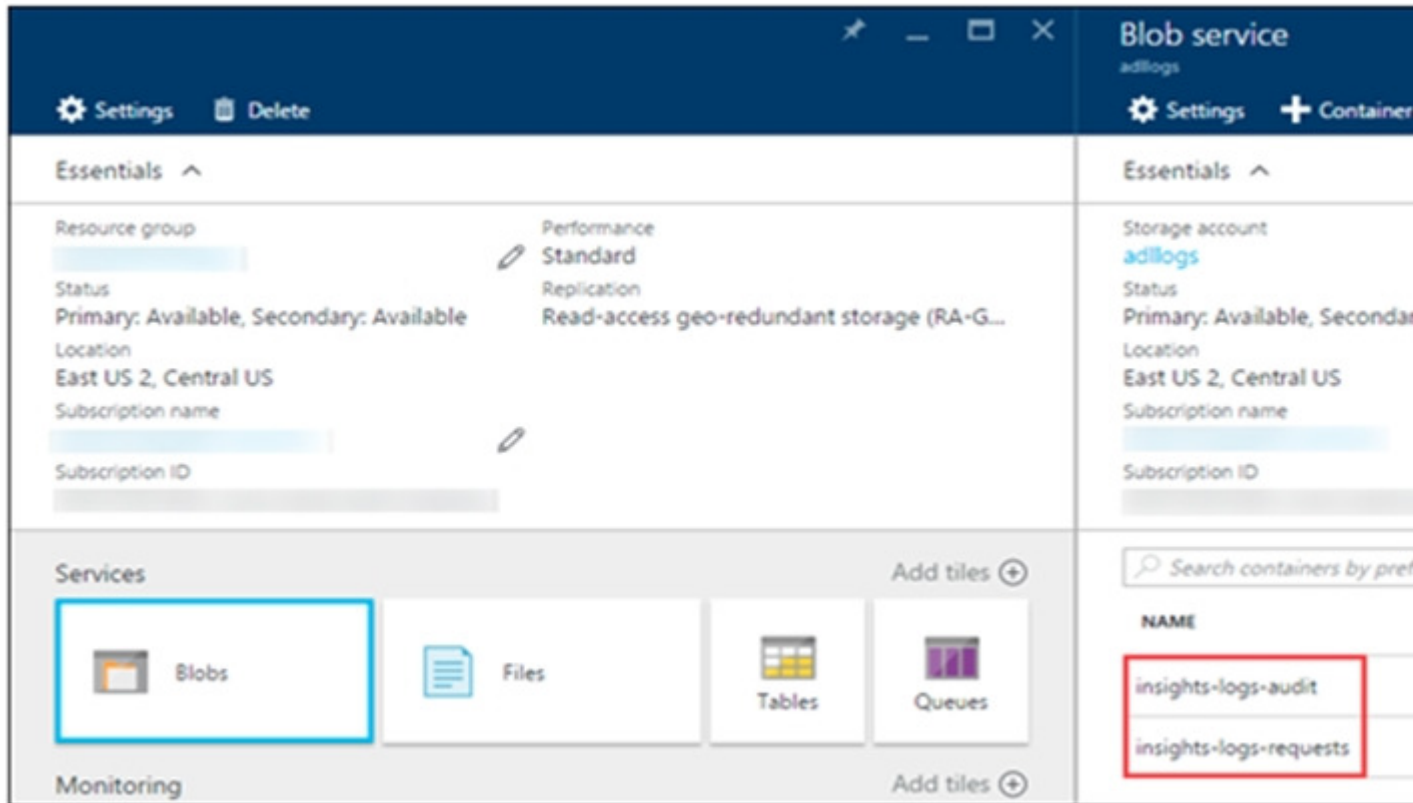 Settings Delete
Essentials
Resource group
Performance
Standard
Status
Replication
Primary: Available, Secondary: Available
Read-access geo-redundant storage (RA-G...
Location
East US 2, Central US
Subscription name
Subscription ID
Services
Add tiles
Blobs
Files
Tables
Queues
Monitoring
Add tiles
Blob service
adlllogs
Settings Container
Essentials
Storage account
adlllogs
Status
Primary: Available, Secondar
Location
East US 2, Central US
Subscription name
Subscription ID
Search containers by pref
NAME
insights-logs-audit
insights-logs-requests